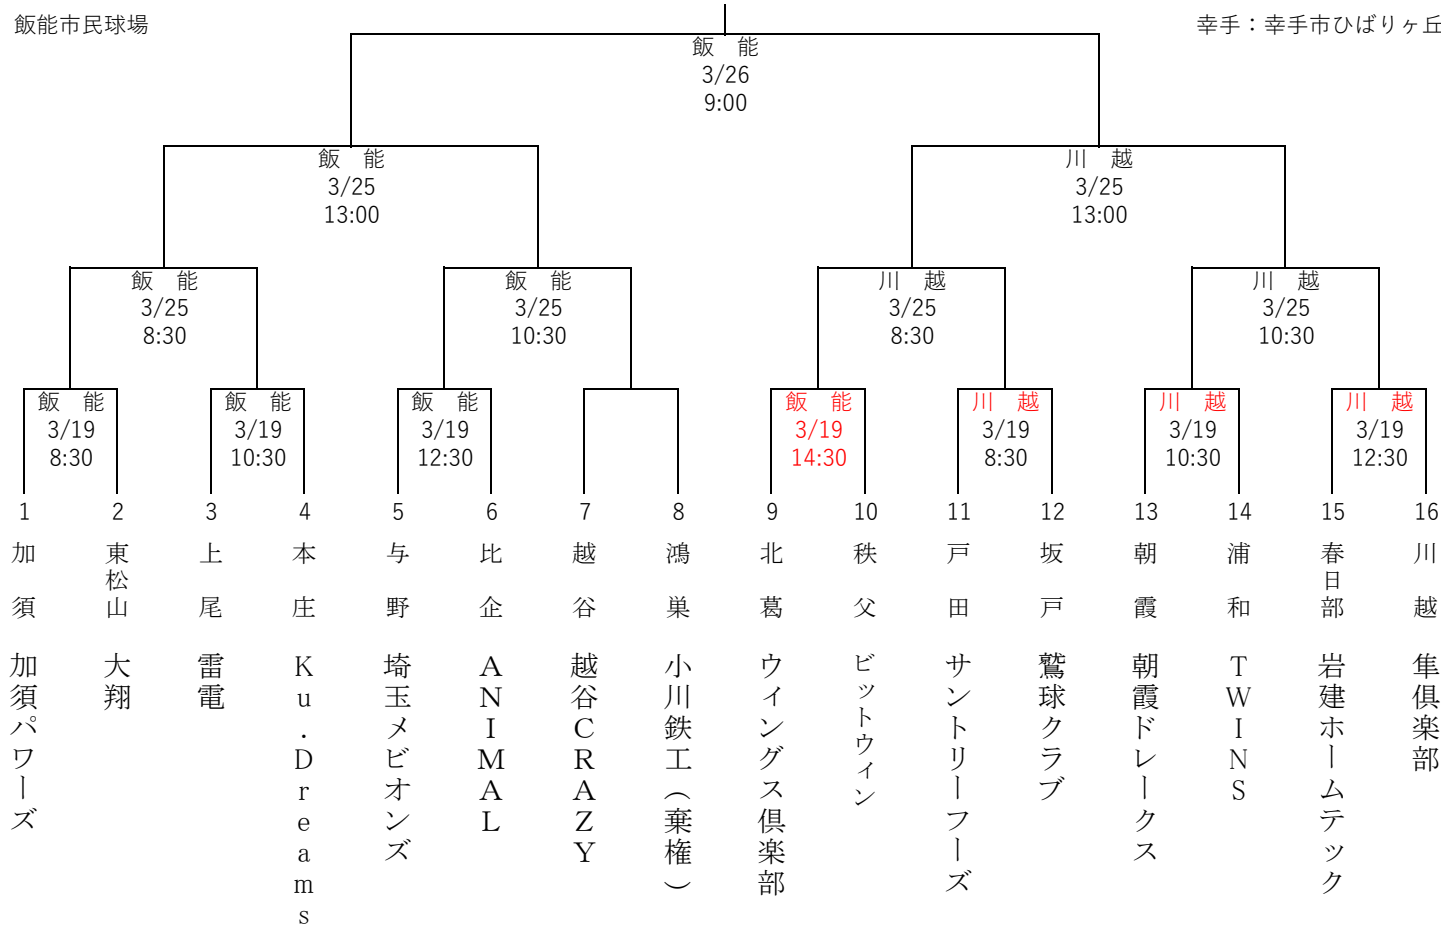 飯能市民球場
幸手：幸手市ひばりヶ丘
飯　能
3/26
9:00
飯　能
3/25
13:00
川　越
3/25
13:00
飯　能
3/25
8:30
飯　能
3/25
10:30
川　越
3/25
8:30
川　越
3/25
10:30
飯　能
3/19
8:30
飯　能
3/19
10:30
飯　能
3/19
12:30
飯　能
3/19
14:30
川　越
3/19
8:30
川　越
3/19
10:30
川　越
3/19
12:30
1
加須
加須パワーズ
2
東松山
大翔
3
上尾
雷電
4
本庄
Ku.Dreams
5
与野
埼玉メビオンズ
6
比企
ANIMAL
7
越谷
越谷CRAZY
8
鴻巣
小川鉄工（棄権）
9
北葛
ウイングス倶楽部
10
秩父
ビットウィン
11
戸田
サントリーフーズ
12
坂戸
鷲球クラブ
13
朝霞
朝霞ドレークス
14
浦和
TWINS
15
春日部
岩建ホームテック
16
川越
隼倶楽部